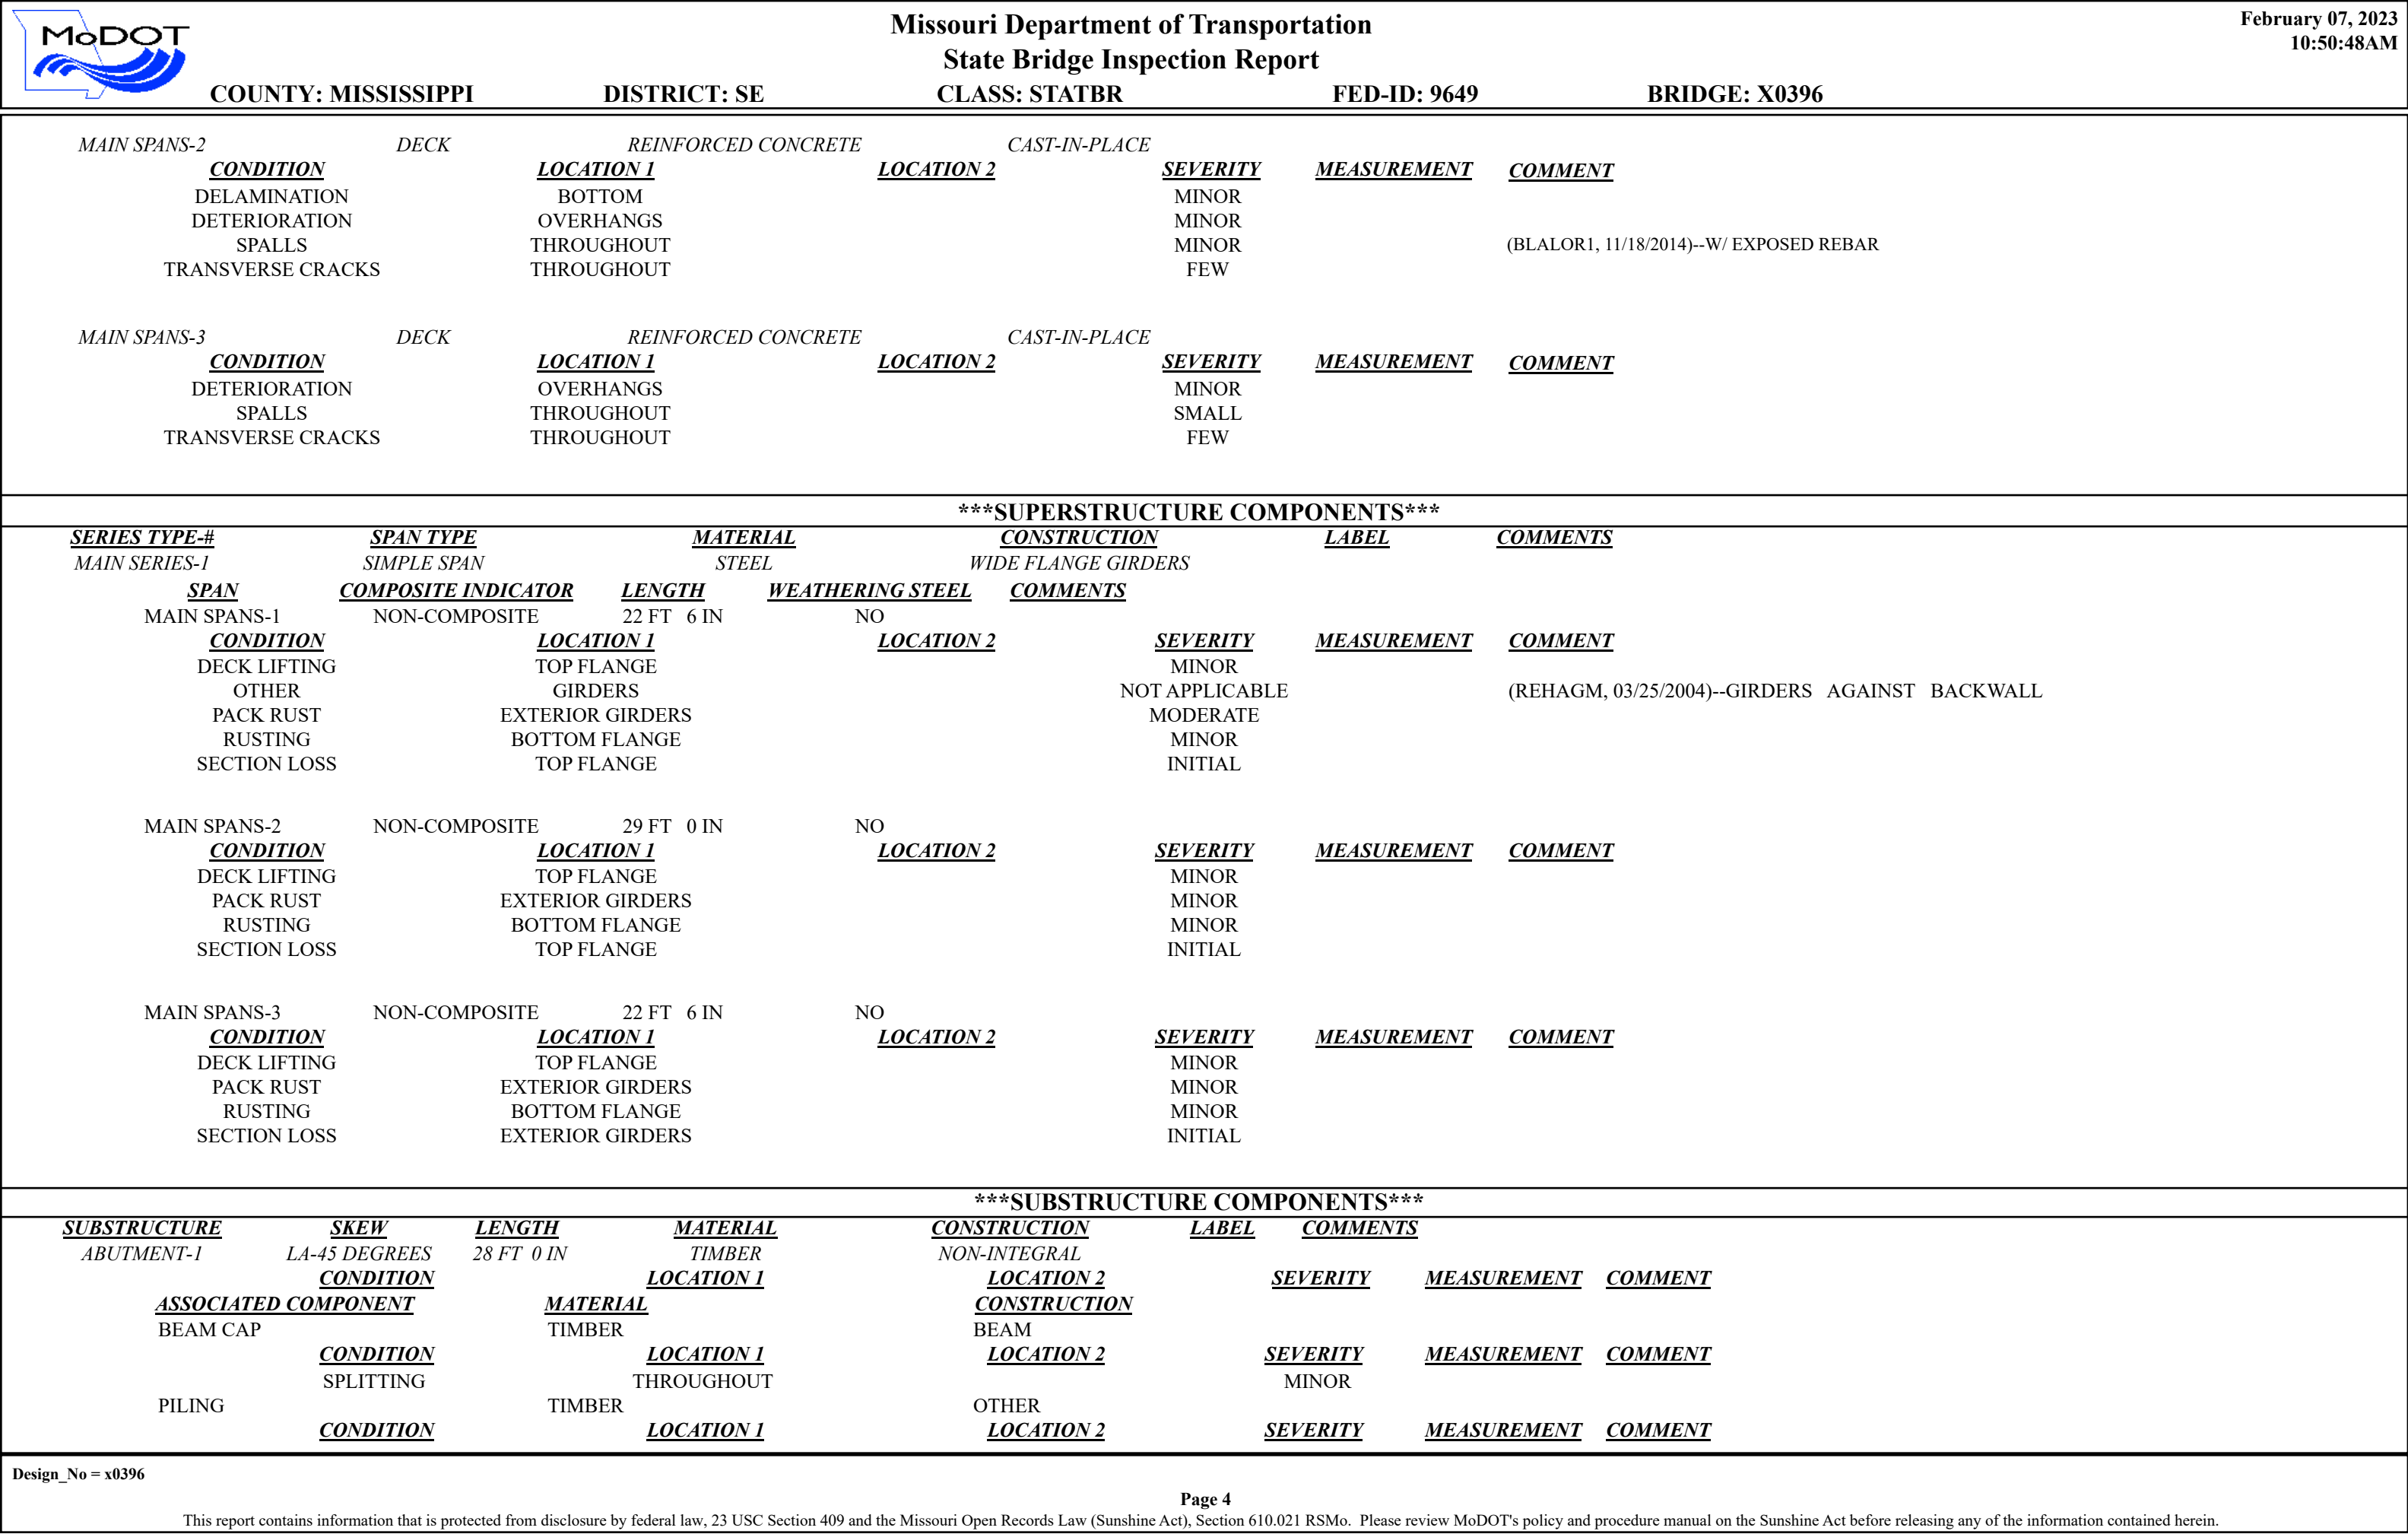 MoDOT
Missouri Department of Transportation
State Bridge Inspection Report
February 07, 2023
10:50:48AM
COUNTY: MISSISSIPPI DISTRICT: SE CLASS: STATBR FED-ID: 9649 BRIDGE: X0396
MAIN SPANS-2 DECK REINFORCED CONCRETE CAST-IN-PLACE
CONDITION LOCATION 1 LOCATION 2 SEVERITY MEASUREMENT COMMENT
DELAMINATION BOTTOM MINOR
DETERIORATION OVERHANGS MINOR
SPALLS THROUGHOUT MINOR (BLALOR1, 11/18/2014)--W/ EXPOSED REBAR
TRANSVERSE CRACKS THROUGHOUT FEW
MAIN SPANS-3 DECK REINFORCED CONCRETE CAST-IN-PLACE
CONDITION LOCATION 1 LOCATION 2 SEVERITY MEASUREMENT COMMENT
DETERIORATION OVERHANGS MINOR
SPALLS THROUGHOUT SMALL
TRANSVERSE CRACKS THROUGHOUT FEW
***SUPERSTRUCTURE COMPONENTS***
SERIES TYPE-# SPAN TYPE MATERIAL CONSTRUCTION LABEL COMMENTS
MAIN SERIES-1 SIMPLE SPAN STEEL WIDE FLANGE GIRDERS
SPAN COMPOSITE INDICATOR LENGTH WEATHERING STEEL COMMENTS
MAIN SPANS-1 NON-COMPOSITE 22 FT 6 IN NO
CONDITION LOCATION 1 LOCATION 2 SEVERITY MEASUREMENT COMMENT
DECK LIFTING TOP FLANGE MINOR
OTHER GIRDERS NOT APPLICABLE (REHAGM, 03/25/2004)--GIRDERS AGAINST BACKWALL
PACK RUST EXTERIOR GIRDERS MODERATE
RUSTING BOTTOM FLANGE MINOR
SECTION LOSS TOP FLANGE INITIAL
MAIN SPANS-2 NON-COMPOSITE 29 FT 0 IN NO
CONDITION LOCATION 1 LOCATION 2 SEVERITY MEASUREMENT COMMENT
DECK LIFTING TOP FLANGE MINOR
PACK RUST EXTERIOR GIRDERS MINOR
RUSTING BOTTOM FLANGE MINOR
SECTION LOSS TOP FLANGE INITIAL
MAIN SPANS-3 NON-COMPOSITE 22 FT 6 IN NO
CONDITION LOCATION 1 LOCATION 2 SEVERITY MEASUREMENT COMMENT
DECK LIFTING TOP FLANGE MINOR
PACK RUST EXTERIOR GIRDERS MINOR
RUSTING BOTTOM FLANGE MINOR
SECTION LOSS EXTERIOR GIRDERS INITIAL
***SUBSTRUCTURE COMPONENTS***
SUBSTRUCTURE SKEW LENGTH MATERIAL CONSTRUCTION LABEL COMMENTS
ABUTMENT-1 LA-45 DEGREES 28 FT 0 IN TIMBER NON-INTEGRAL
CONDITION LOCATION 1 LOCATION 2 SEVERITY MEASUREMENT COMMENT
ASSOCIATED COMPONENT MATERIAL CONSTRUCTION
BEAM CAP TIMBER BEAM
CONDITION LOCATION 1 LOCATION 2 SEVERITY MEASUREMENT COMMENT
SPLITTING THROUGHOUT MINOR
PILING TIMBER OTHER
CONDITION LOCATION 1 LOCATION 2 SEVERITY MEASUREMENT COMMENT
Design_No = x0396
Page 4
This report contains information that is protected from disclosure by federal law, 23 USC Section 409 and the Missouri Open Records Law (Sunshine Act), Section 610.021 RSMo. Please review MoDOT's policy and procedure manual on the Sunshine Act before releasing any of the information contained herein.